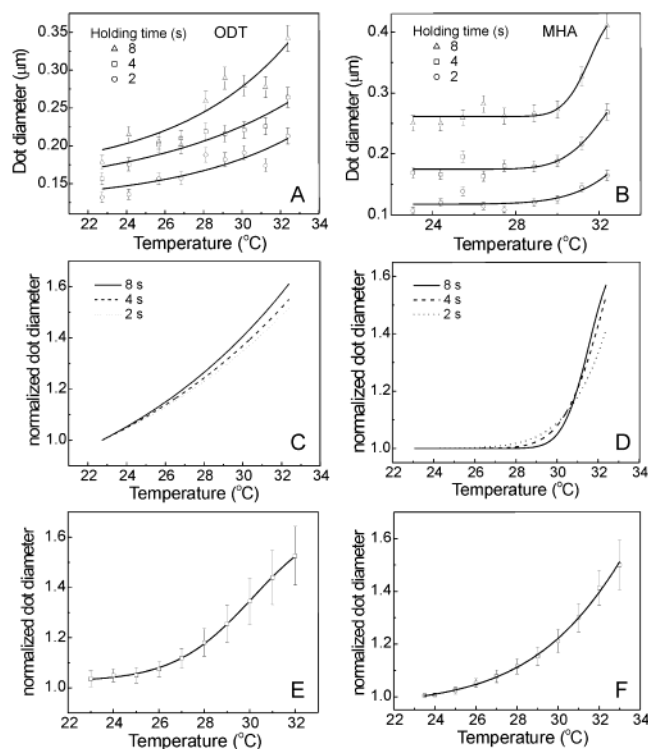 Holding time (s) ODT
8
4
2
Dot diameter (μm)
0.35
0.30
0.25
0.20
0.15
A
22 24 26 28 30 32 34
Temperature (°C)
Holding time (s) MHA
8
4
2
Dot diameter (μm)
0.4
0.3
0.2
0.1
B
22 24 26 28 30 32 34
Temperature (°C)
8 s
4 s
2 s
normalized dot diameter
1.6
1.4
1.2
1.0
C
22 24 26 28 30 32 34
Temperature (°C)
8 s
4 s
2 s
normalized dot diameter
1.6
1.4
1.2
1.0
D
22 24 26 28 30 32 34
Temperature (°C)
normalized dot diameter
1.6
1.4
1.2
1.0
E
22 24 26 28 30 32
Temperature (°C)
normalized dot diameter
1.6
1.4
1.2
1.0
F
22 24 26 28 30 32 34
Temperature (°C)